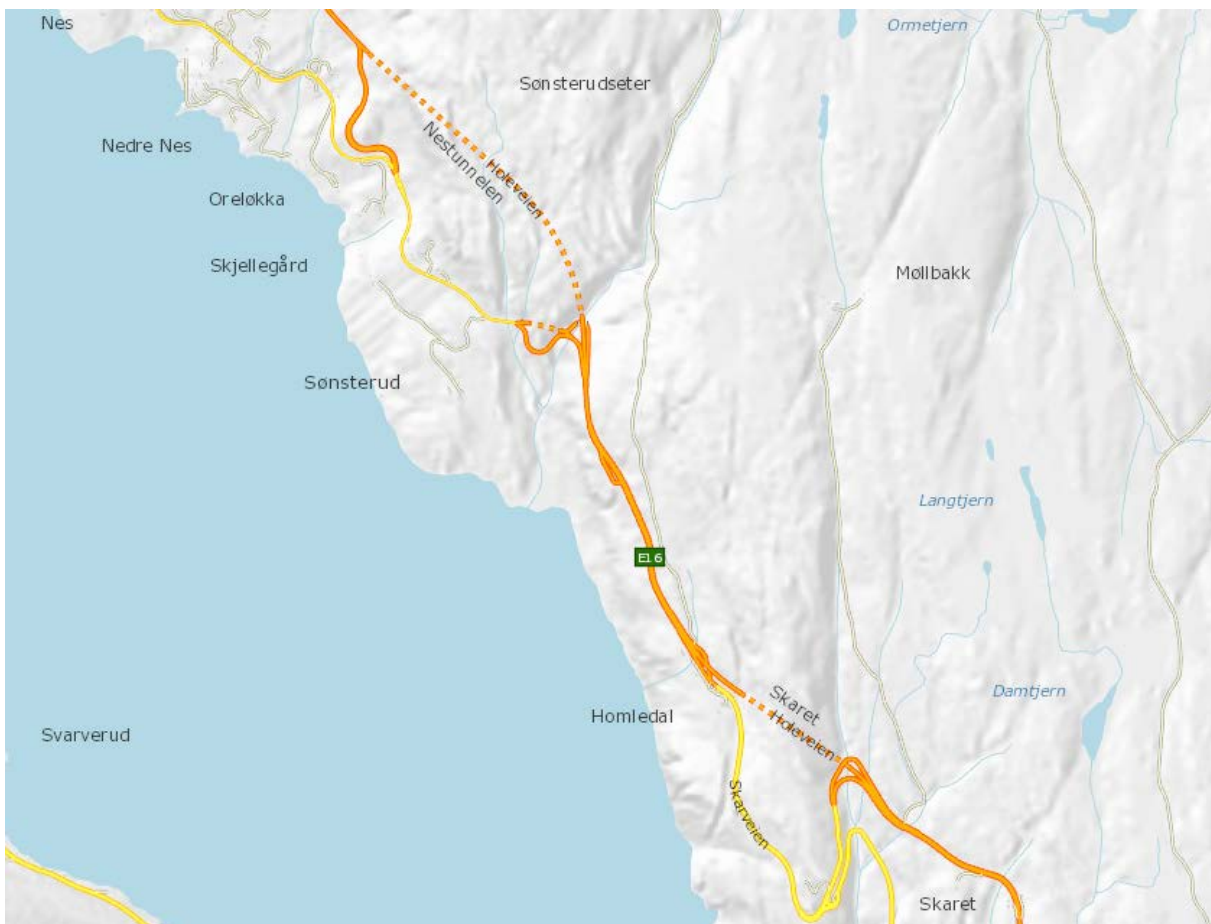 Nes
Ormetjern
Sønsterudseter
Nedre Nes
Nestunnelen
Holeveien
Oreløkka
Skjellegård
Møllbakk
Sønsterud
Langtjern
E16
Damtjern
Skaret
Holeveien
Homledal
Svarverud
Skarveien
Skaret